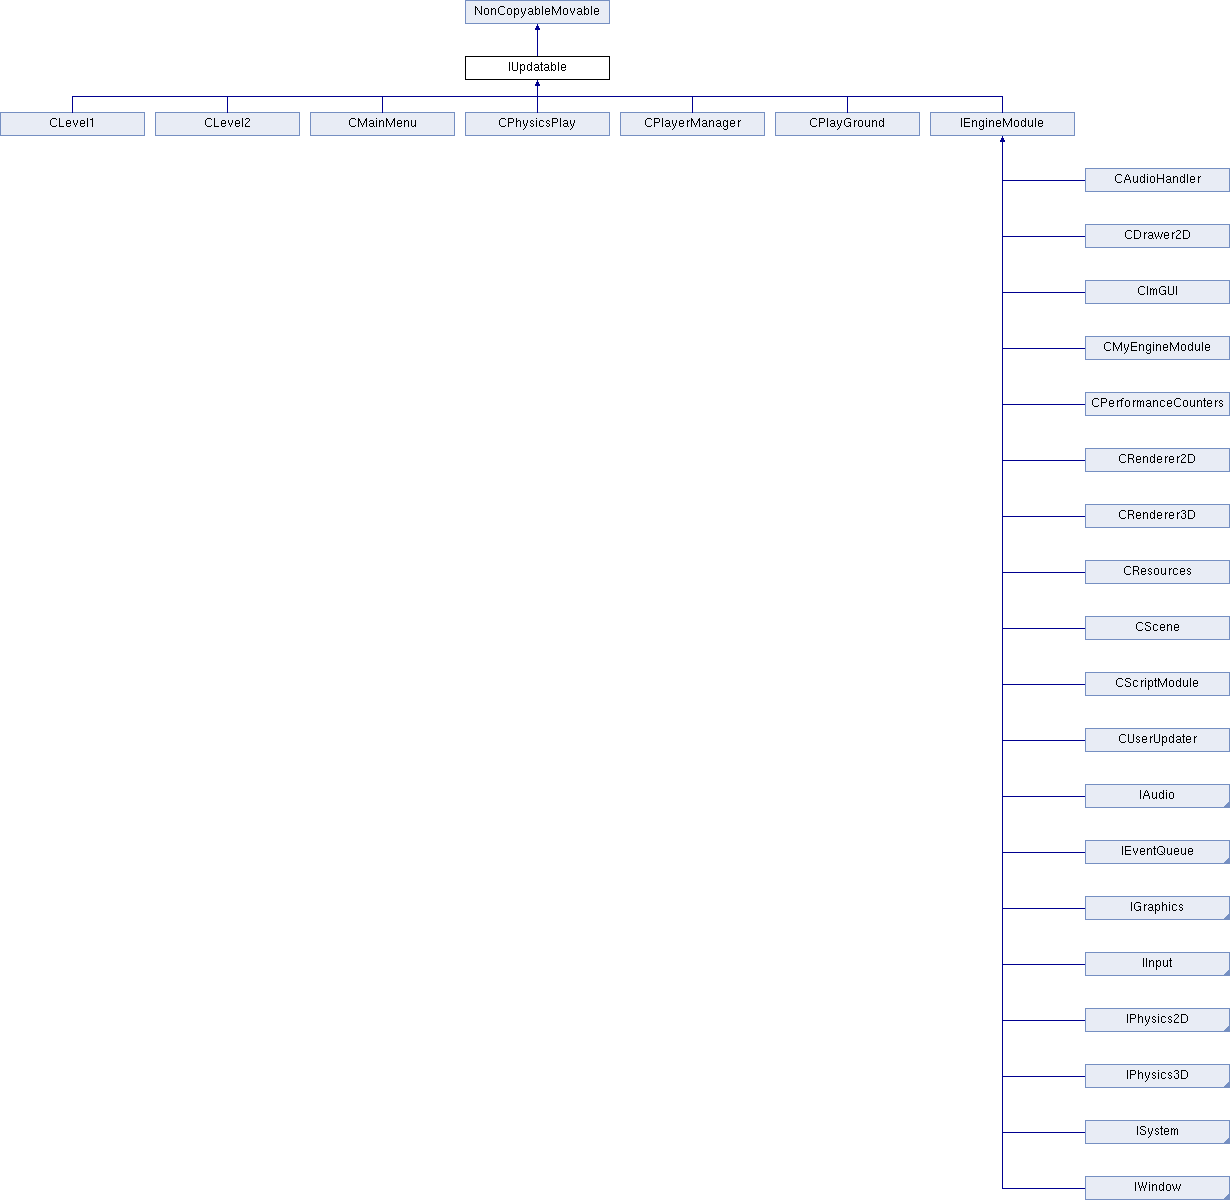 NonCopyableMovable
IUpdatable
CLevel1
CLevel2
CMainMenu
CPhysicsPlay
CPlayerManager
CPlayGround
IEngineModule
CAudioHandler
CDrawer2D
CImGUI
CMyEngineModule
CPerformanceCounters
CRenderer2D
CRenderer3D
CResources
CScene
CScriptModule
CUserUpdater
IAudio
IEventQueue
IGraphics
IInput
IPhysics2D
IPhysics3D
ISystem
IWindow